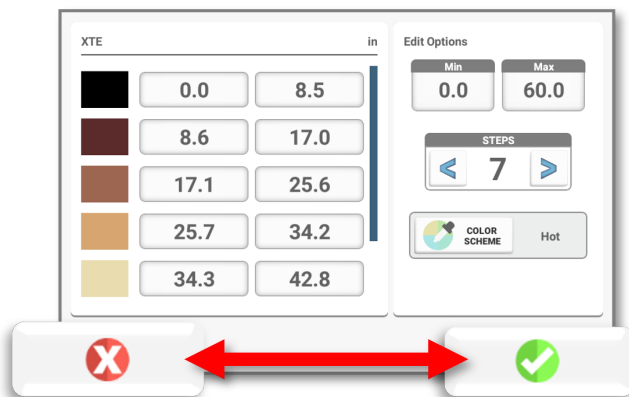 XTE in
0.0 8.5
8.6 17.0
17.1 25.6
25.7 34.2
34.3 42.8
Edit Options
Min Max
0.0 60.0
STEPS
< 7 >
COLOR
SCHEME
Hot